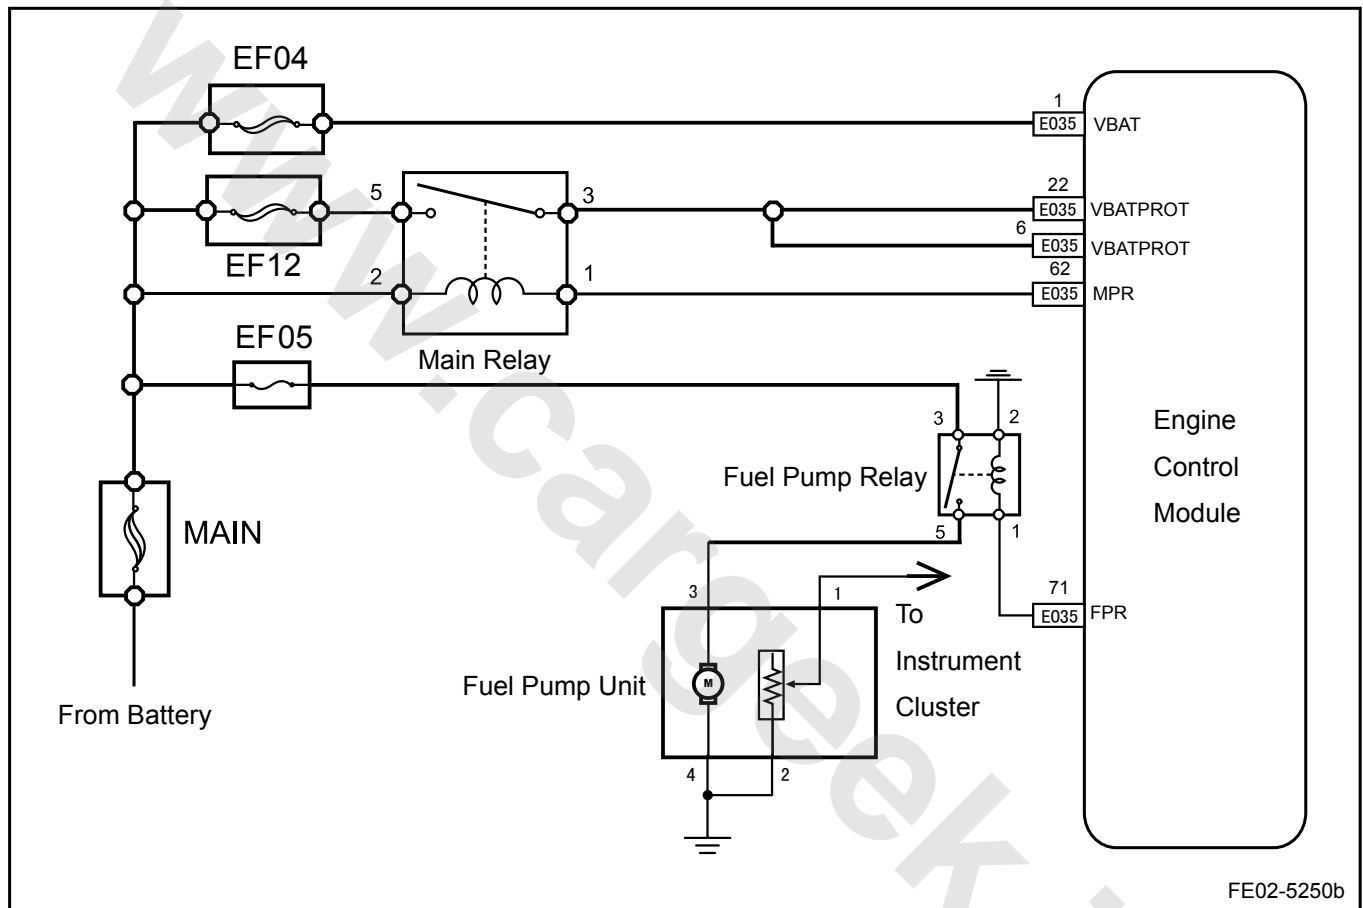 EF04
1
E035 VBAT
22
5
3
E035 VBATPROT
6
E035 VBATPROT
EF12
62
2
1
E035 MPR
EF05
Main Relay
3
2
Engine
Control
Module
Fuel Pump Relay
MAIN
5
1
71
3
1
E035 FPR
To
Instrument
Cluster
M
Fuel Pump Unit
From Battery
4
2
FE02-5250b
www.cargeek.i